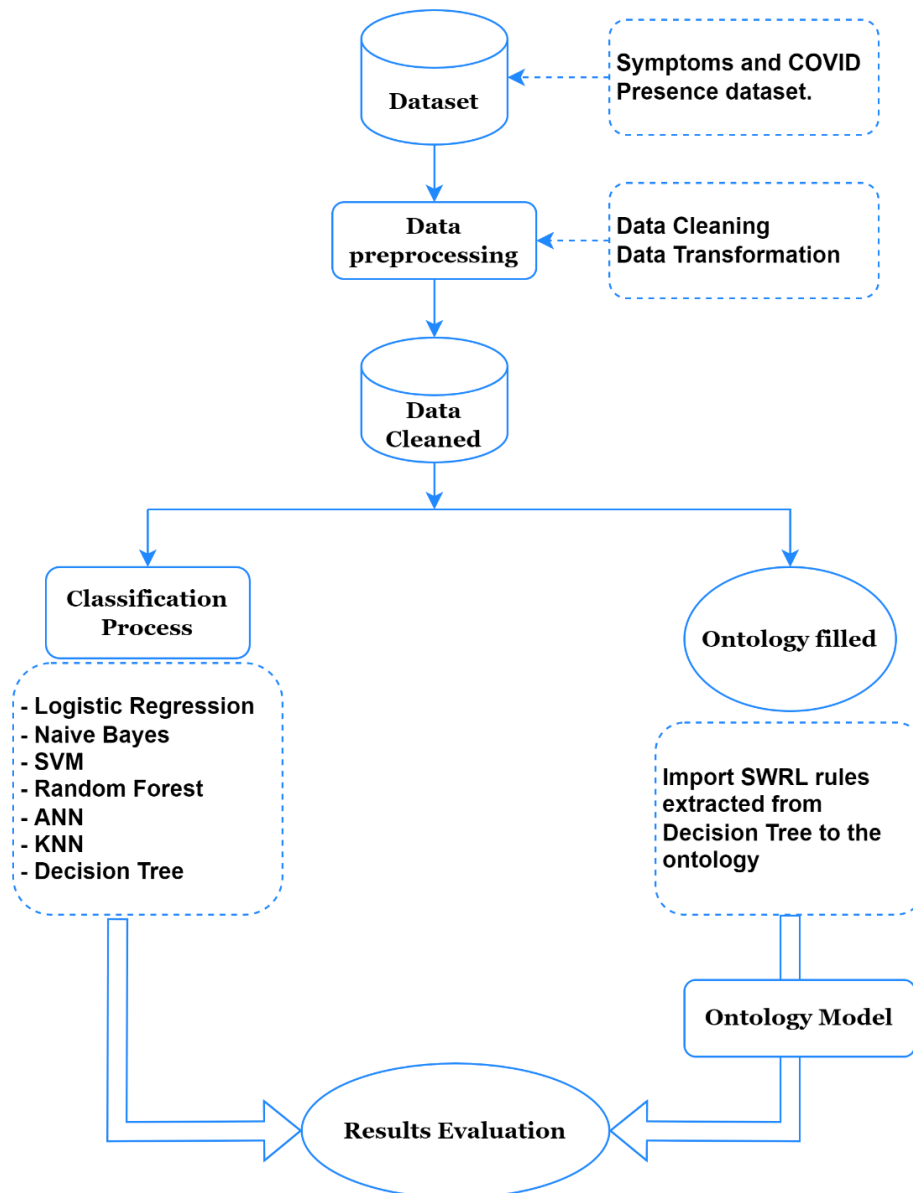 Dataset
Symptoms and COVID
Presence dataset.
Data
preprocessing
Data Cleaning
Data Transformation
Data
Cleaned
Classification
Process
- Logistic Regression
- Naive Bayes
- SVM
- Random Forest
- ANN
- KNN
- Decision Tree
Ontology filled
Import SWRL rules
extracted from
Decision Tree to the
ontology
Ontology Model
Results Evaluation